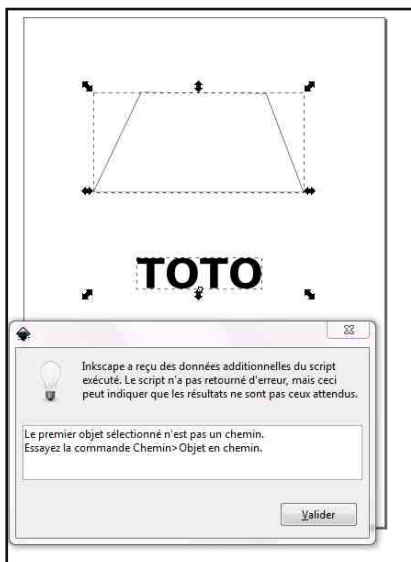 TOTO
Inkscape a reçu des données additionnelles du script
exécuté. Le script n'a pas retourné d'erreur, mais ceci
peut indiquer que les résultats ne sont pas ceux attendus.
Le premier objet sélectionné n'est pas un chemin.
Essayez la commande Chemin>Objet en chemin.
Valider